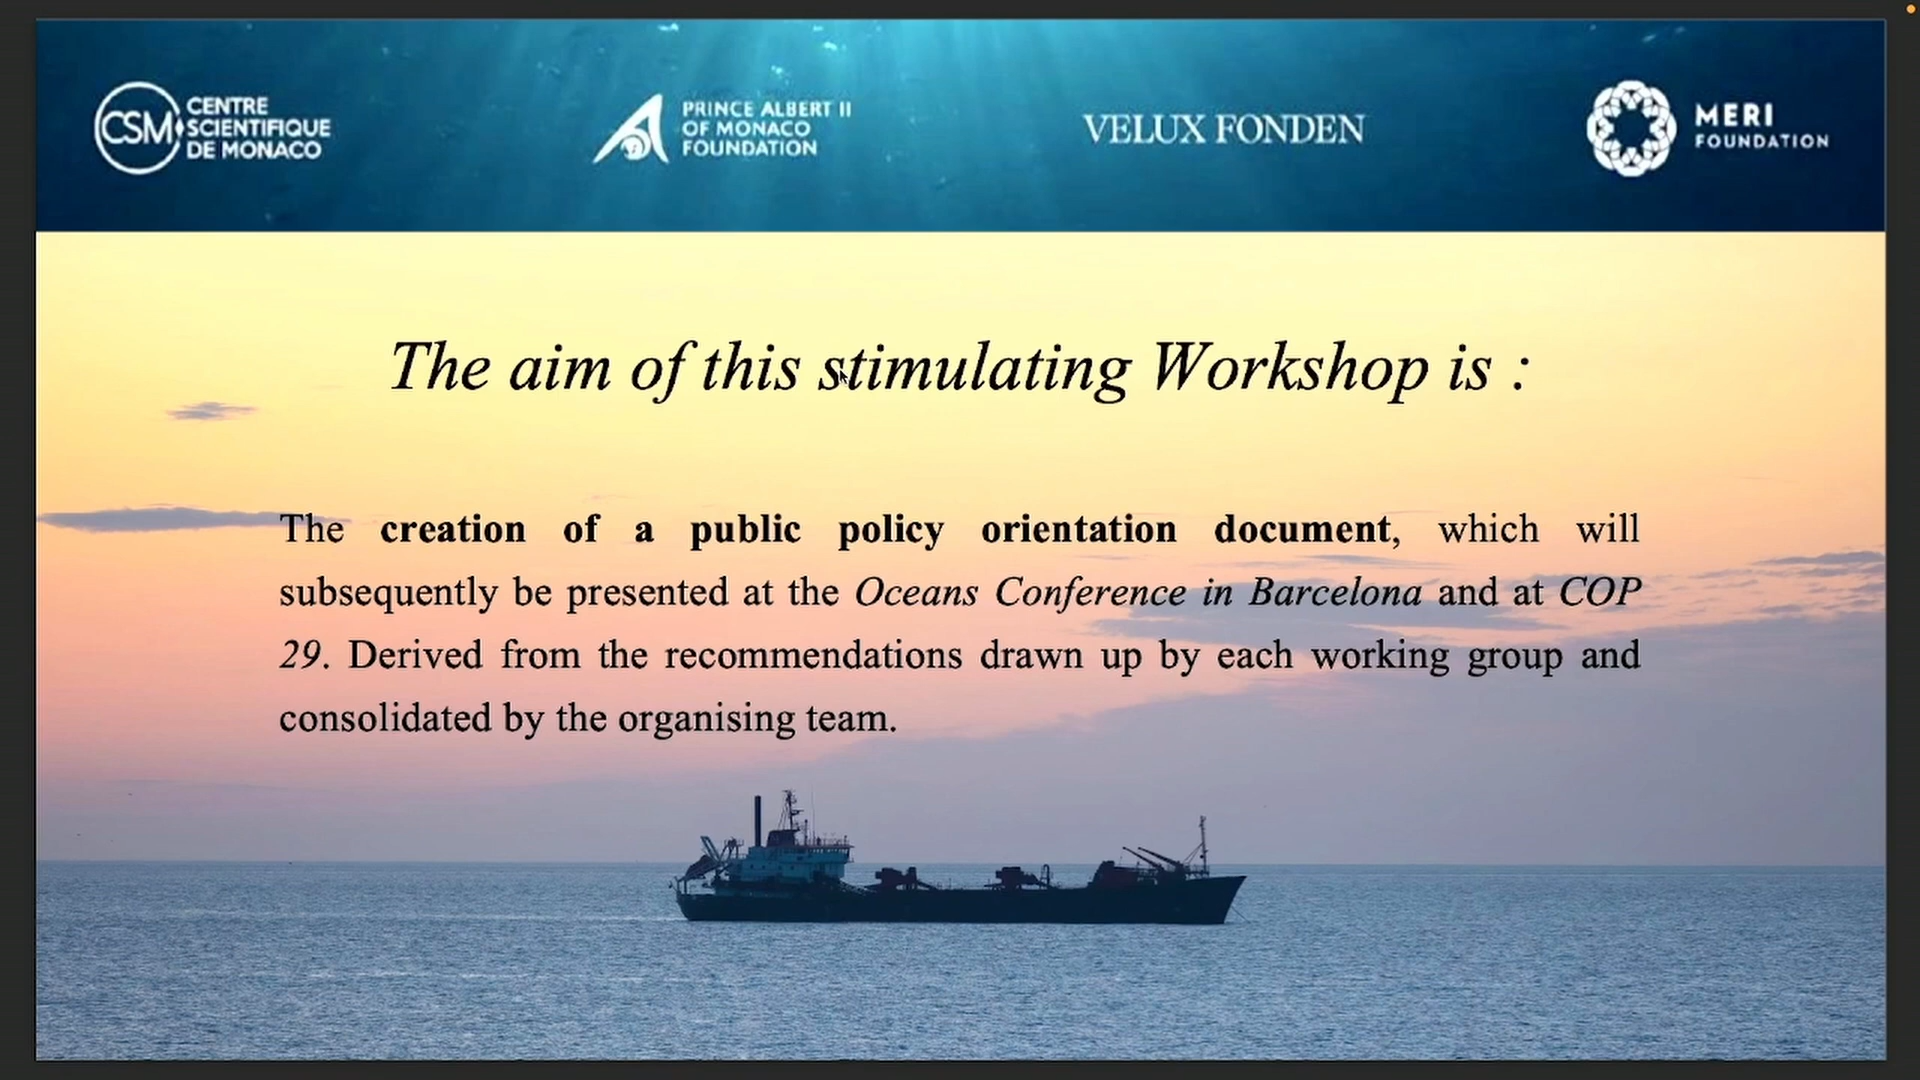 CSM CENTRE
SCIENTIFIQUE
DE MONACO
PRINCE ALBERT II
OF MONACO
FOUNDATION
VELUX FONDEN
MERI
FOUNDATION
The aim of this stimulating Workshop is :
The creation of a public policy orientation document, which will
subsequently be presented at the Oceans Conference in Barcelona and at COP
29. Derived from the recommendations drawn up by each working group and
consolidated by the organising team.